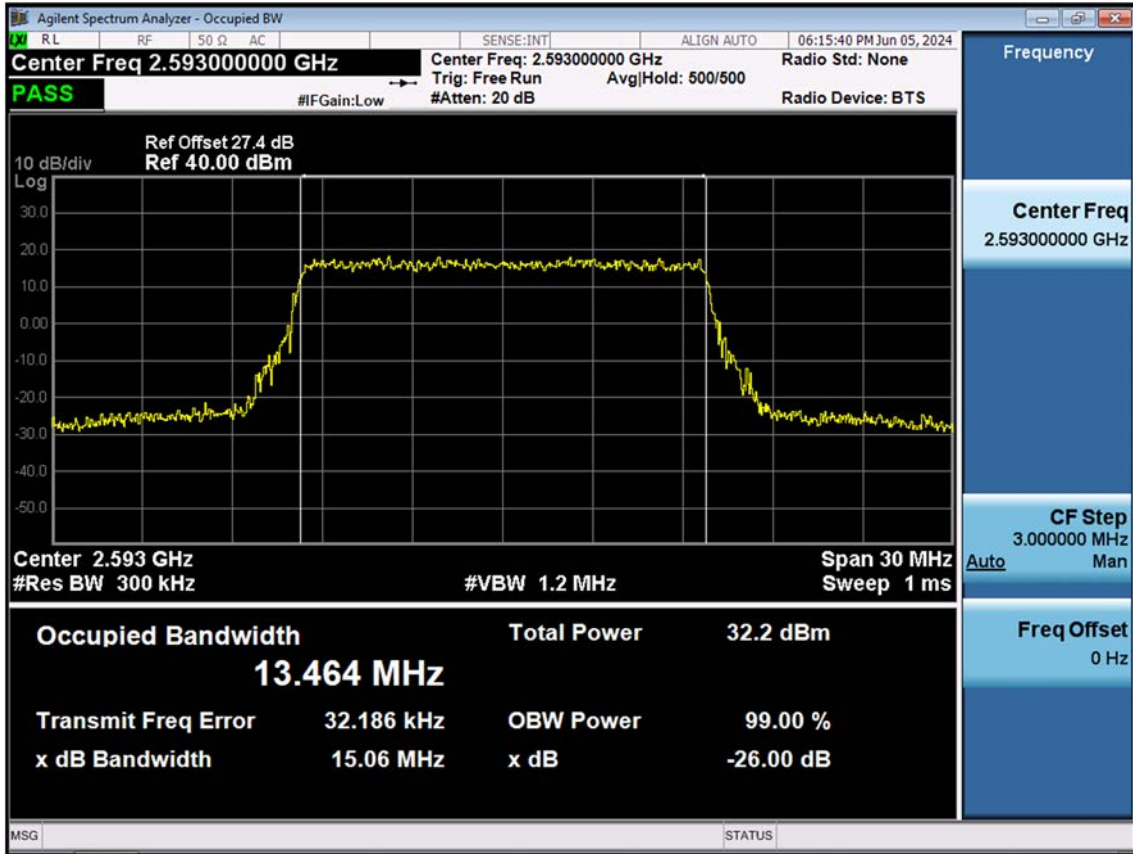 Agilent Spectrum Analyzer - Occupied BW
LXI RL RF 50 Ω AC SENSE:INT ALIGN AUTO 06:15:40 PM Jun 05, 2024
Center Freq 2.593000000 GHz
PASS
#IFGain:Low
Center Freq: 2.593000000 GHz
Trig: Free Run Avg|Hold: 500/500
#Atten: 20 dB
Radio Std: None
Radio Device: BTS
Ref Offset 27.4 dB
10 dB/div Ref 40.00 dBm
Log
30.0
20.0
10.0
0.00
-10.0
-20.0
-30.0
-40.0
-50.0
Center 2.593 GHz Span 30 MHz
#Res BW 300 kHz #VBW 1.2 MHz Sweep 1 ms
Occupied Bandwidth Total Power 32.2 dBm
13.464 MHz
Transmit Freq Error 32.186 kHz OBW Power 99.00 %
x dB Bandwidth 15.06 MHz x dB -26.00 dB
MSG STATUS
Frequency
Center Freq
2.593000000 GHz
CF Step
3.000000 MHz
Auto Man
Freq Offset
0 Hz